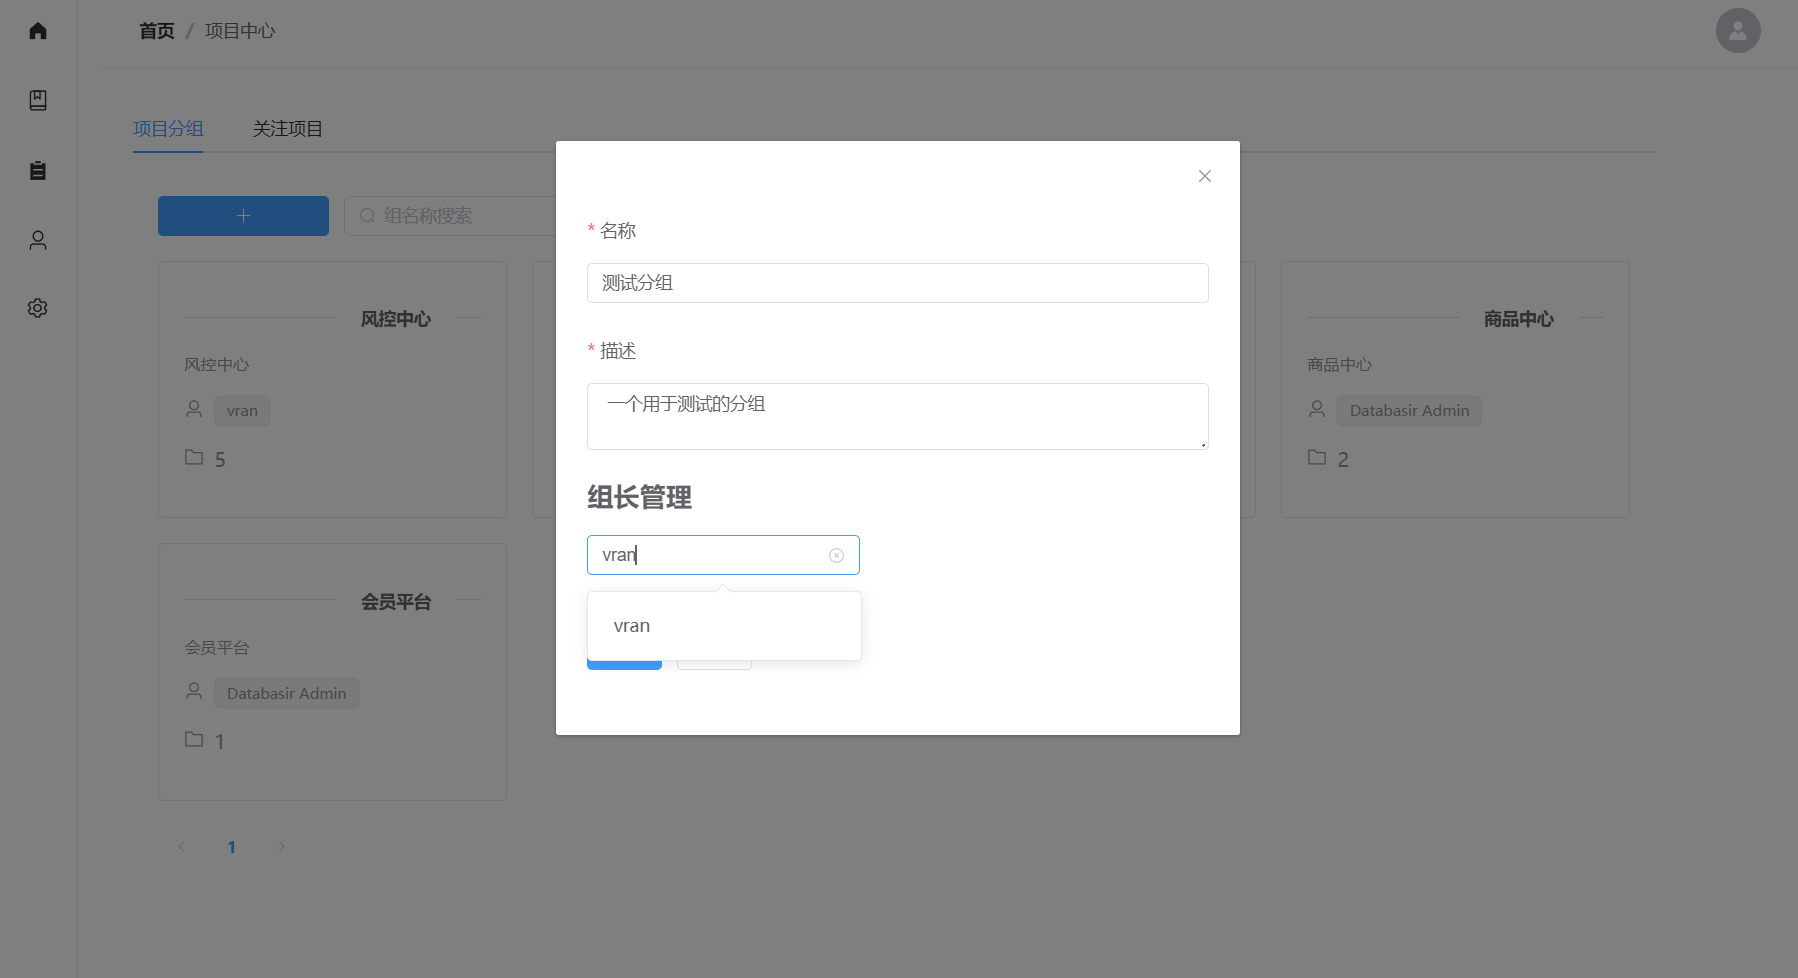 首页 / 项目中心
项目分组 关注项目
组名称搜索
风控中心
风控中心
vran
5
商品中心
商品中心
Databasir Admin
2
会员平台
会员平台
Databasir Admin
1
1
* 名称
测试分组
* 描述
一个用于测试的分组
组长管理
vran
vran